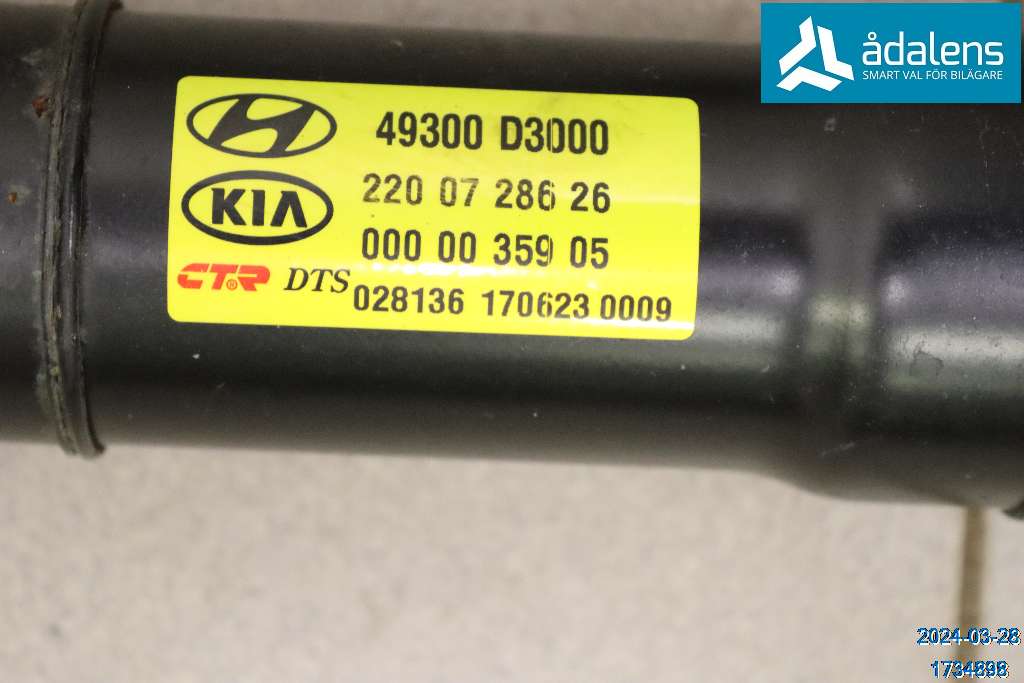 ådalens
SMART VAL FÖR BILÄGARE
49300 D3000
KIA 220 07 286 26
000 00 359 05
CTR® DTS 028136 170623 0009
2024-03-28
1734898